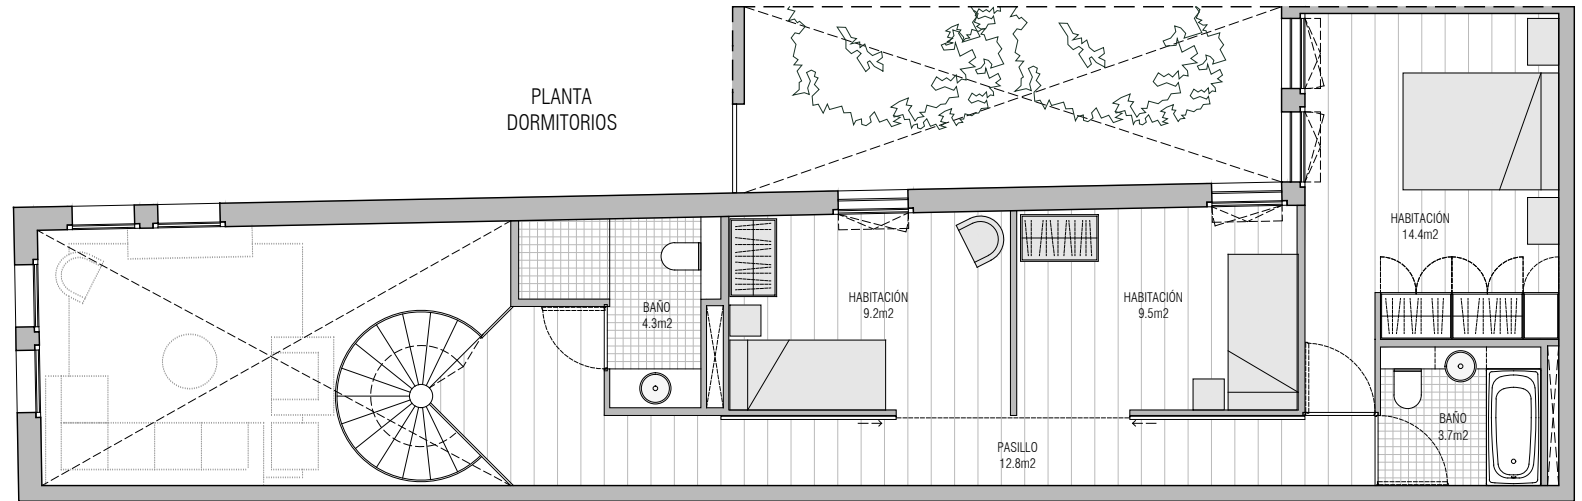 PLANTA
DORMITORIOS
HABITACIÓN
14.4m2
BAÑO
4.3m2
HABITACIÓN
9.2m2
HABITACIÓN
9.5m2
BAÑO
3.7m2
PASILLO
12.8m2